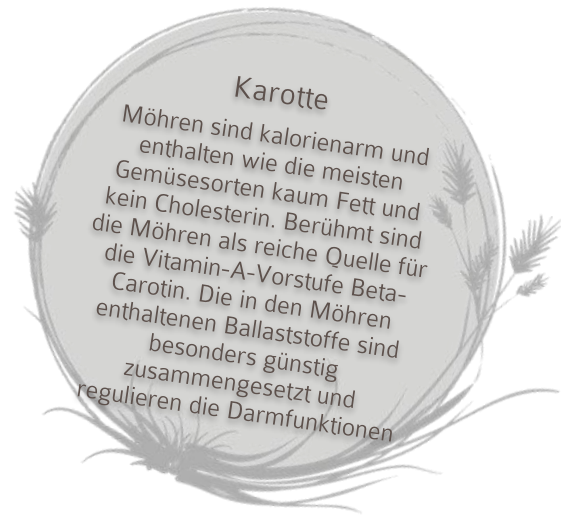 Karotte
Möhren sind kalorienarm und
enthalten wie die meisten
Gemüsesorten kaum Fett und
kein Cholesterin. Berühmt sind
die Möhren als reiche Quelle für
die Vitamin-A-Vorstufe Beta-
Carotin. Die in den Möhren
enthaltenen Ballaststoffe sind
besonders günstig
zusammengesetzt und
regulieren die Darmfunktionen